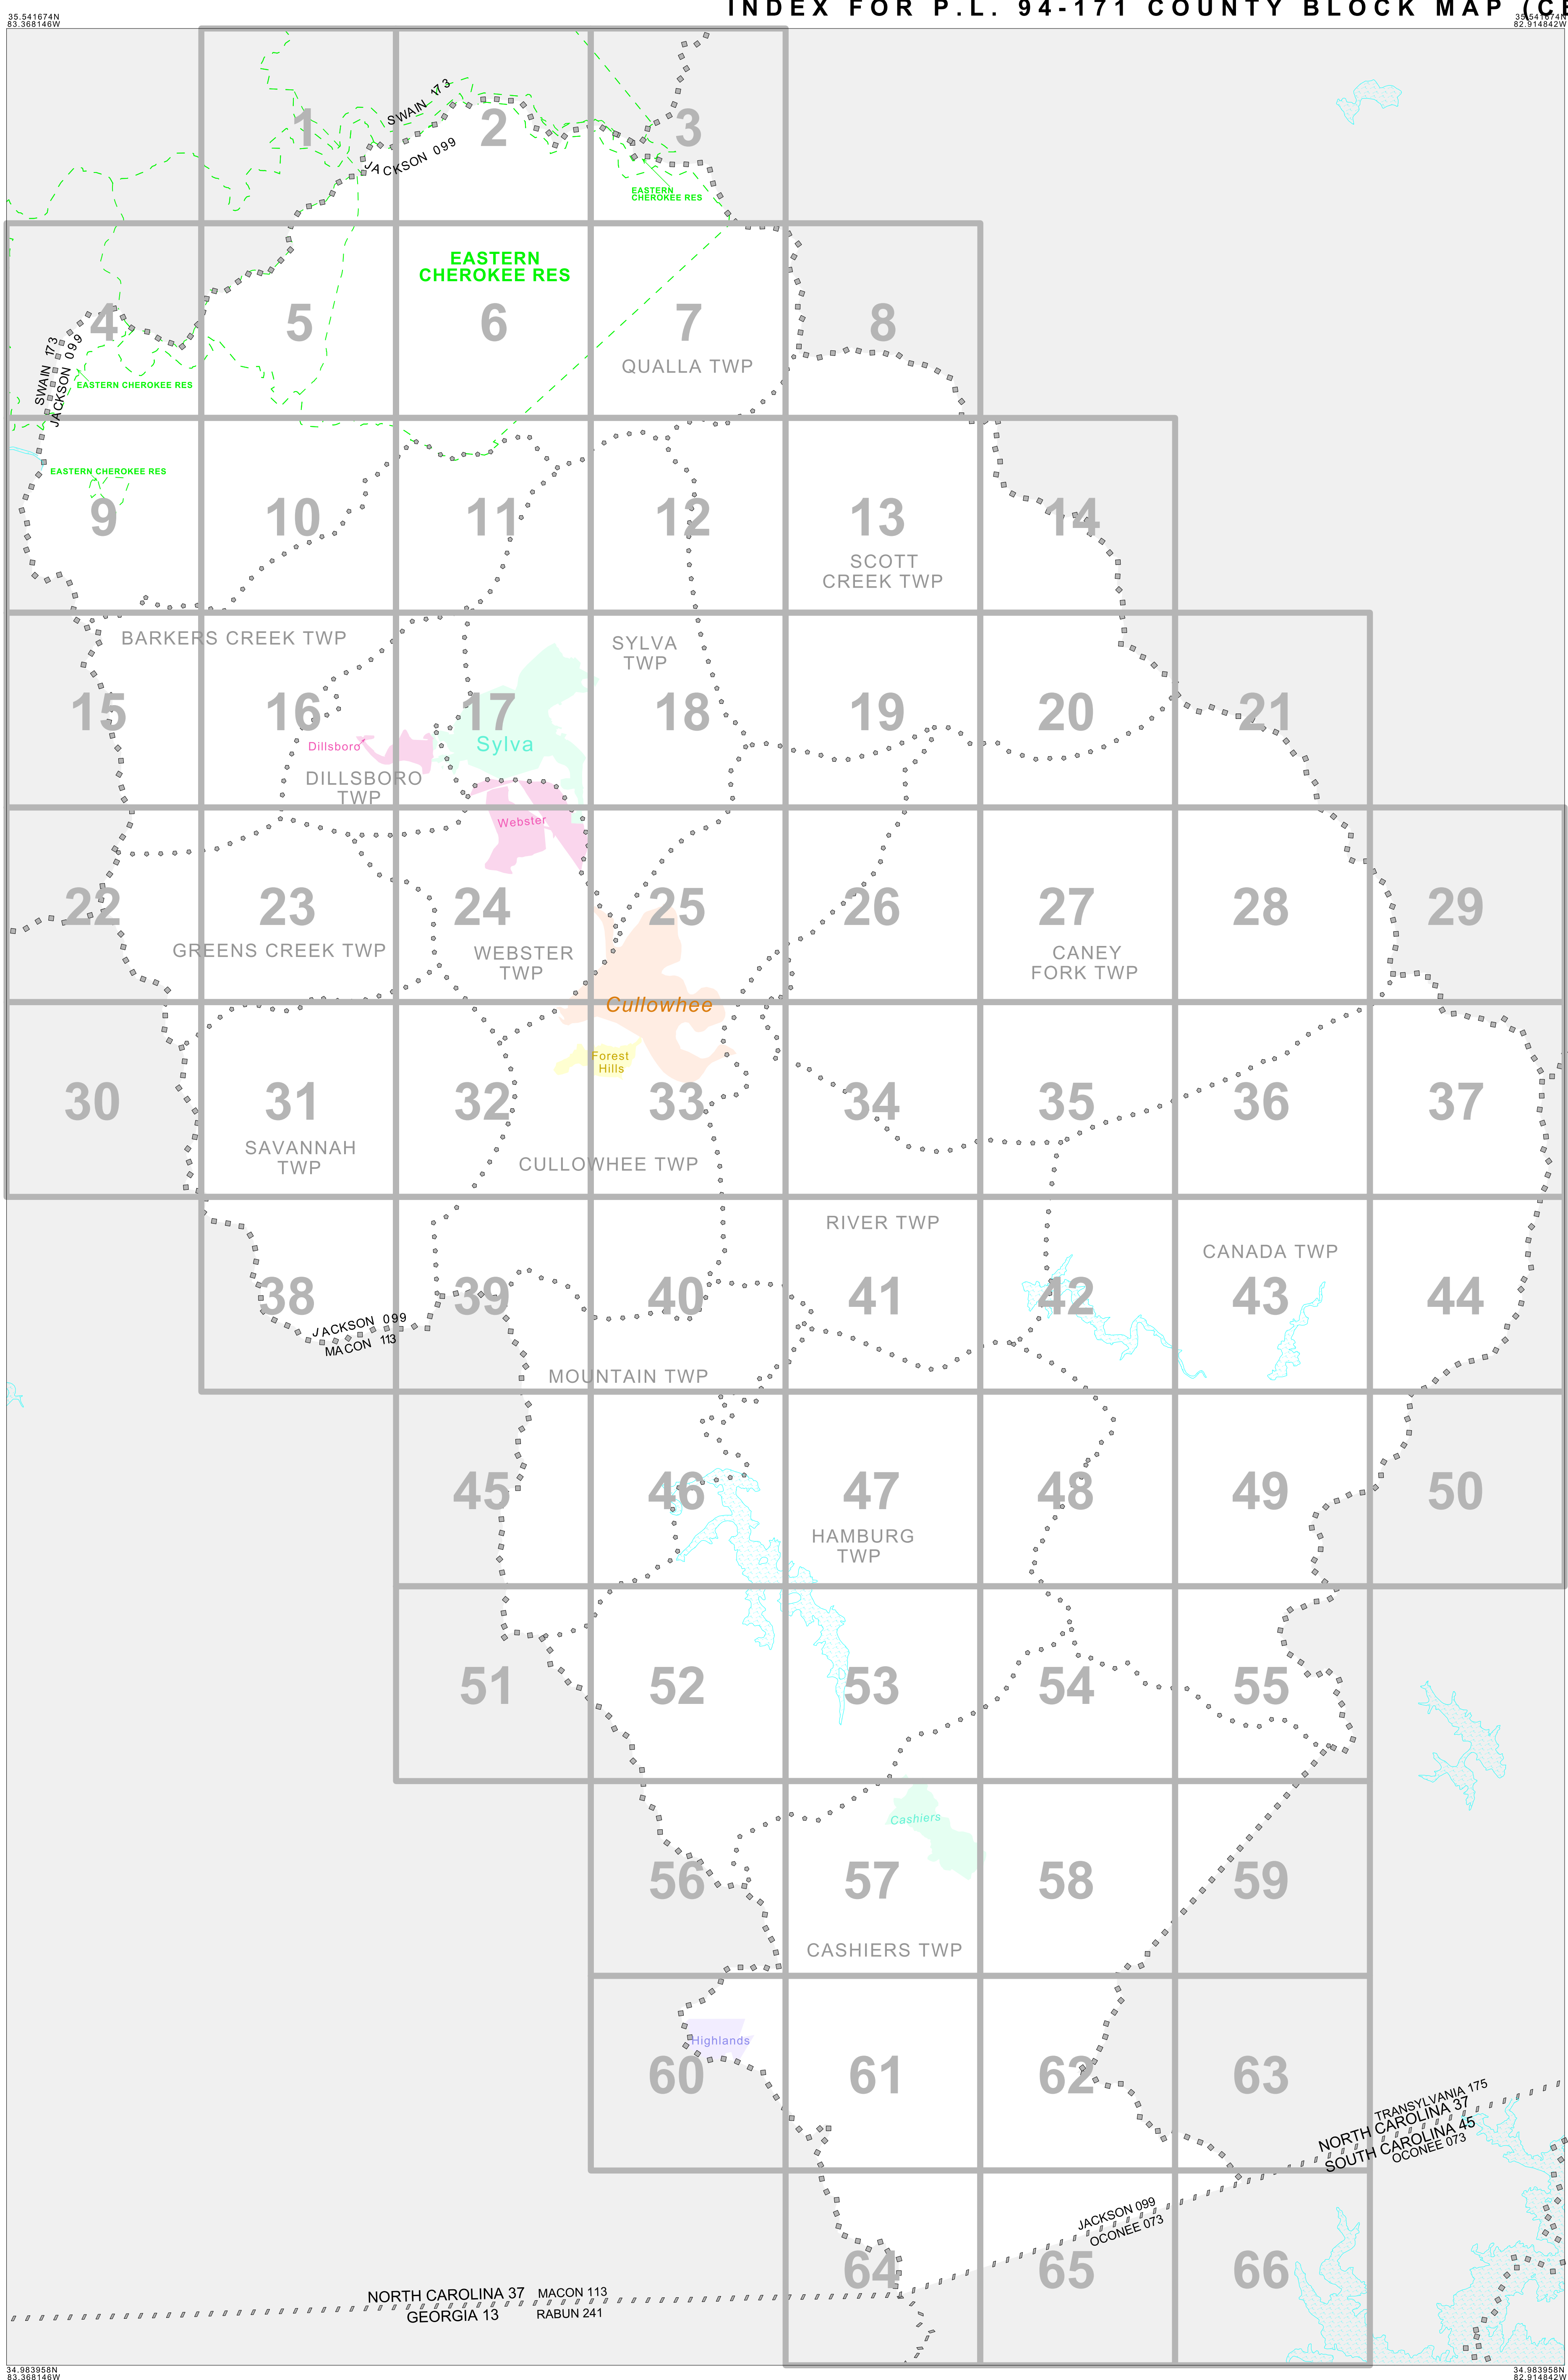 INDEX FOR P.L. 94-171 COUNTY BLOCK MAP (CE
35.541674N
83.368146W
35.541674N
82.914842W
1
2
3
SWAIN 173
JACKSON 099
EASTERN
CHEROKEE RES
EASTERN
CHEROKEE RES
4
5
6
7
8
SWAIN 173
JACKSON 099
QUALLA TWP
EASTERN CHEROKEE RES
EASTERN CHEROKEE RES
9
10
11
12
13
14
SCOTT
CREEK TWP
BARKERS CREEK TWP
SYLVA
TWP
15
16
17
18
19
20
21
Dillsboro
Sylva
DILLSBORO
TWP
Webster
22
23
24
25
26
27
28
29
GREENS CREEK TWP
WEBSTER
TWP
CANEY
FORK TWP
Cullowhee
Forest
Hills
30
31
32
33
34
35
36
37
SAVANNAH
TWP
CULLOWHEE TWP
RIVER TWP
CANADA TWP
38
39
40
41
42
43
44
JACKSON 099
MACON 113
MOUNTAIN TWP
45
46
47
48
49
50
HAMBURG
TWP
51
52
53
54
55
Cashiers
56
57
58
59
CASHIERS TWP
Highlands
60
61
62
63
TRANSYLVANIA 175
NORTH CAROLINA 37
SOUTH CAROLINA 45
OCONEE 073
JACKSON 099
OCONEE 073
64
65
66
NORTH CAROLINA 37
MACON 113
GEORGIA 13
RABUN 241
34.983958N
83.368146W
34.983958N
82.914842W